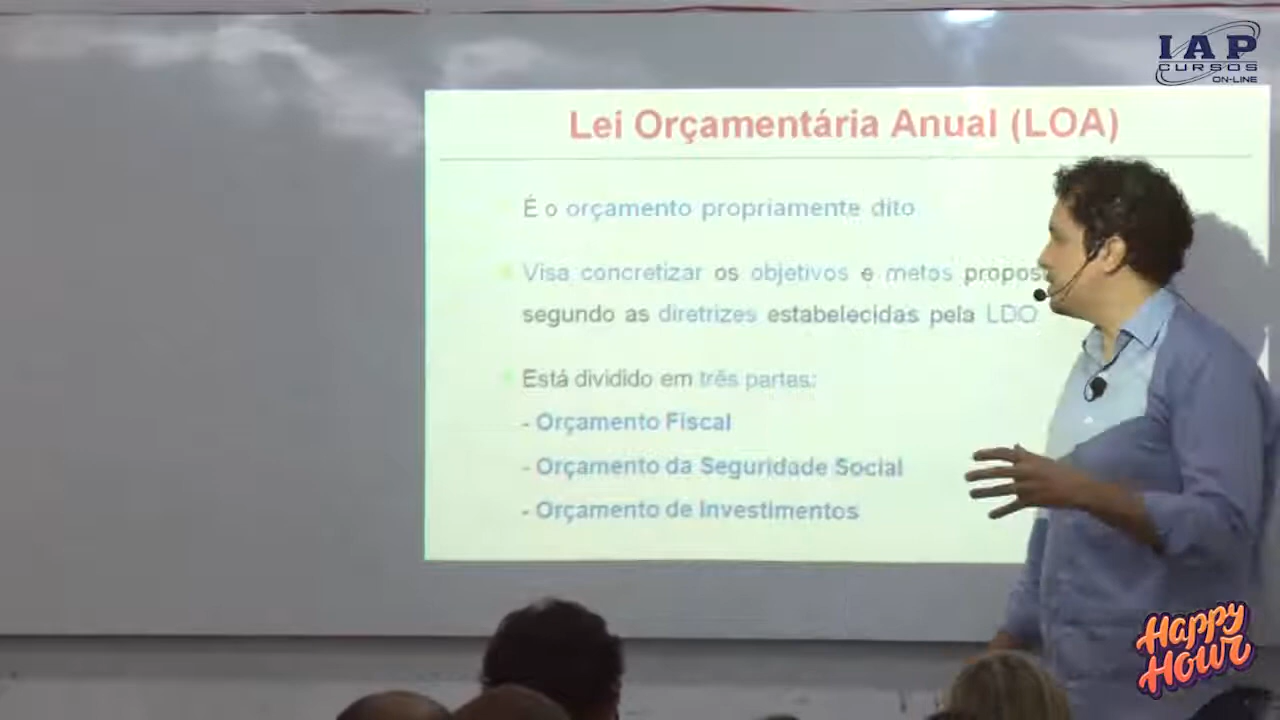 IAP
CURSOS
ON-LINE
Lei Orçamentária Anual (LOA)
É o orçamento propriamente dito
Visa concretizar os objetivos e metas propos
segundo as diretrizes estabelecidas pela LDO
Está dividido em três partes:
- Orçamento Fiscal
- Orçamento da Seguridade Social
- Orçamento de Investimentos
Happy
Hour